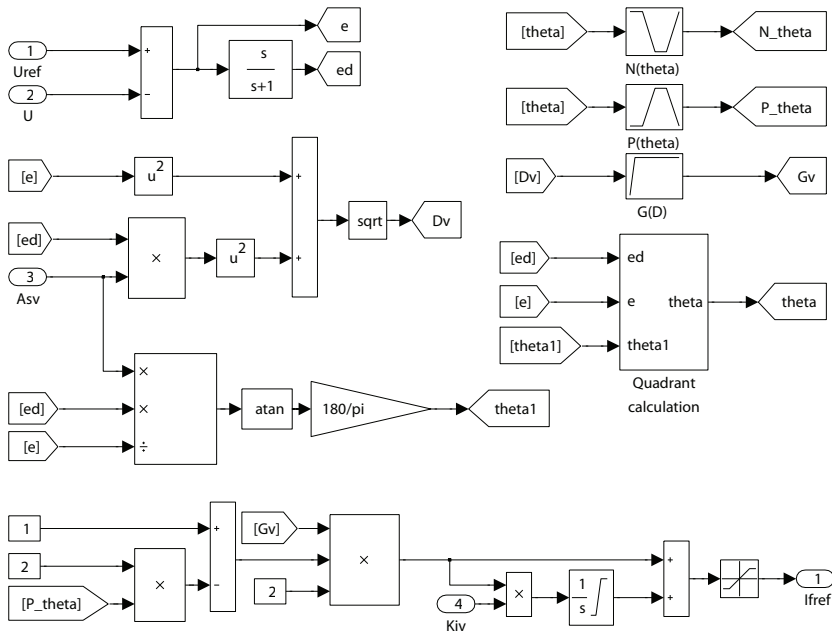 1
Uref
2
U
+
−
s
s+1
e
ed
[theta]
N(theta)
N_theta
[theta]
P(theta)
P_theta
[Dv]
G(D)
Gv
[e]
u²
[ed]
3
Asv
×
u²
+
+
sqrt
Dv
[ed]
[e]
[theta1]
ed
e
theta1
theta
Quadrant
calculation
theta
[ed]
[e]
×
×
÷
atan
180/pi
theta1
1
2
[P_theta]
×
+
−
[Gv]
2
×
4
Kiv
×
1
s
+
+
1
Ifref